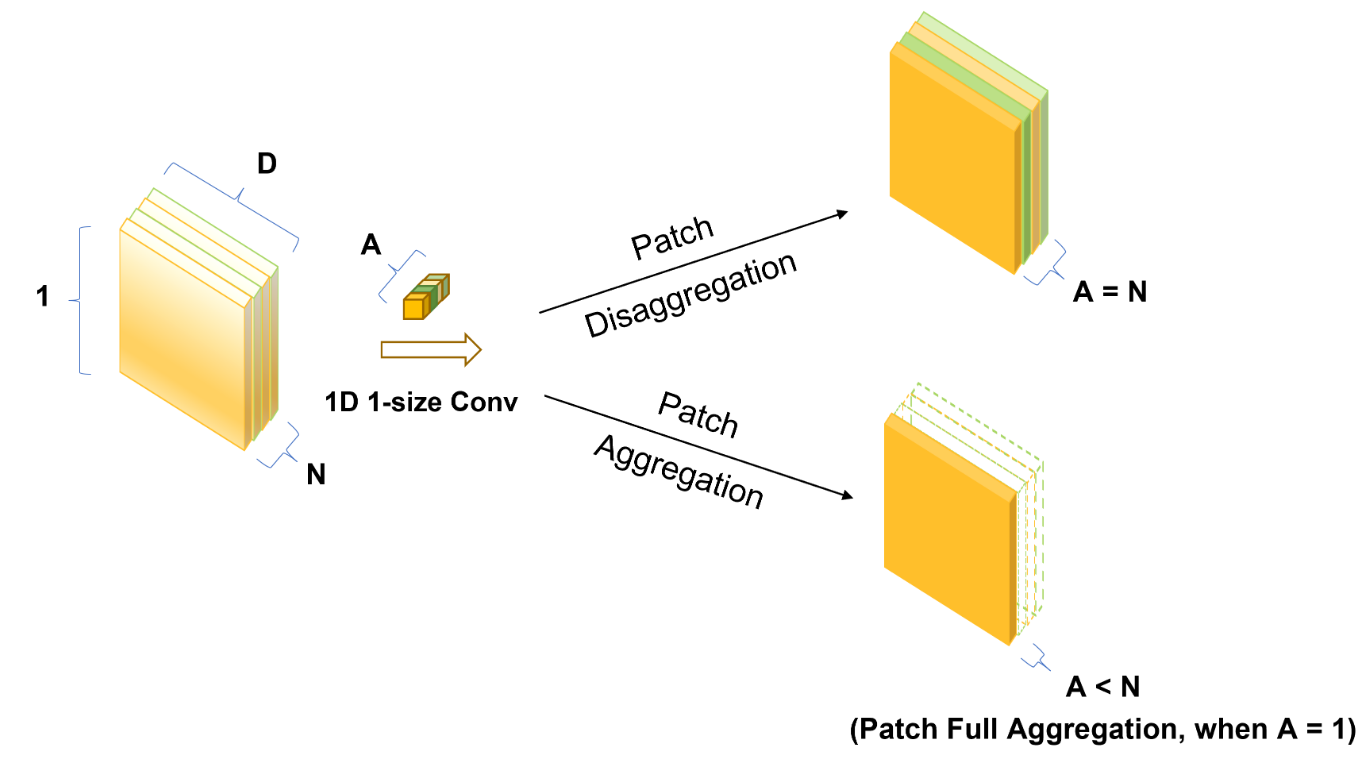 D
A
1
N
1D 1-size Conv
Patch
Disaggregation
A = N
Patch
Aggregation
A < N
(Patch Full Aggregation, when A = 1)